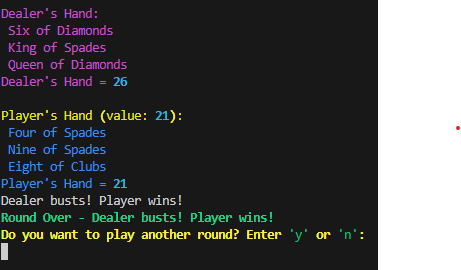 Dealer's Hand:
Six of Diamonds
King of Spades
Queen of Diamonds
Dealer's Hand = 26
Player's Hand (value: 21):
Four of Spades
Nine of Spades
Eight of Clubs
Player's Hand = 21
Dealer busts! Player wins!
Round Over - Dealer busts! Player wins!
Do you want to play another round? Enter 'y' or 'n':